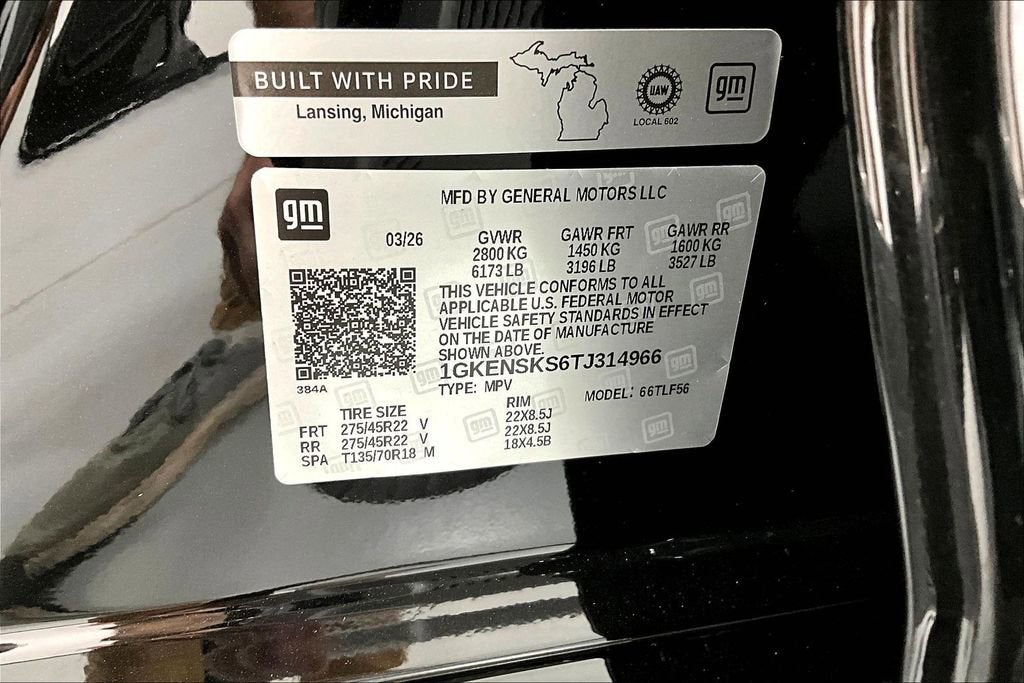 BUILT WITH PRIDE
Lansing, Michigan
UAW
LOCAL 602
gm
gm
MFD BY GENERAL MOTORS LLC
03/26
GVWR GAWR FRT GAWR RR
2800 KG 1450 KG 1600 KG
6173 LB 3196 LB 3527 LB
THIS VEHICLE CONFORMS TO ALL
APPLICABLE U.S. FEDERAL MOTOR
VEHICLE SAFETY STANDARDS IN EFFECT
ON THE DATE OF MANUFACTURE
SHOWN ABOVE.
1GKENSKS6TJ314966
TYPE: MPV MODEL: 66TLF56
384A
TIRE SIZE RIM
FRT 275/45R22 V 22X8.5J
RR 275/45R22 V 22X8.5J
SPA T135/70R18 M 18X4.5B